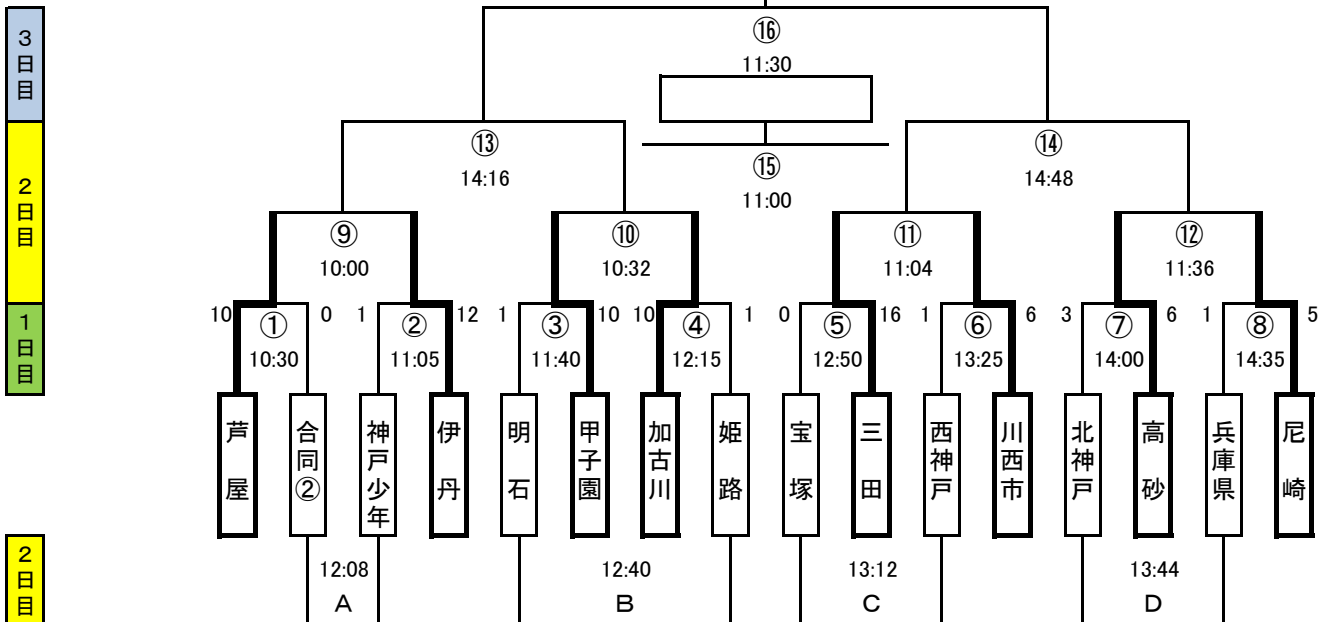 3日目
⑯
11:30
⑬
⑭
⑮
14:16
14:48
11:00
2日目
⑨
⑩
⑪
⑫
10:00
10:32
11:04
11:36
1日目
10 ① 0 1 ② 12 1 ③ 10 10 ④ 1 0 ⑤ 16 1 ⑥ 6 3 ⑦ 6 1 ⑧ 5
10:30 11:05 11:40 12:15 12:50 13:25 14:00 14:35
芦屋
合同②
神戸少年
伊丹
明石
甲子園
加古川
姫路
宝塚
三田
西神戸
川西市
北神戸
高砂
兵庫県
尼崎
2日目
12:08
12:40
13:12
13:44
A
B
C
D